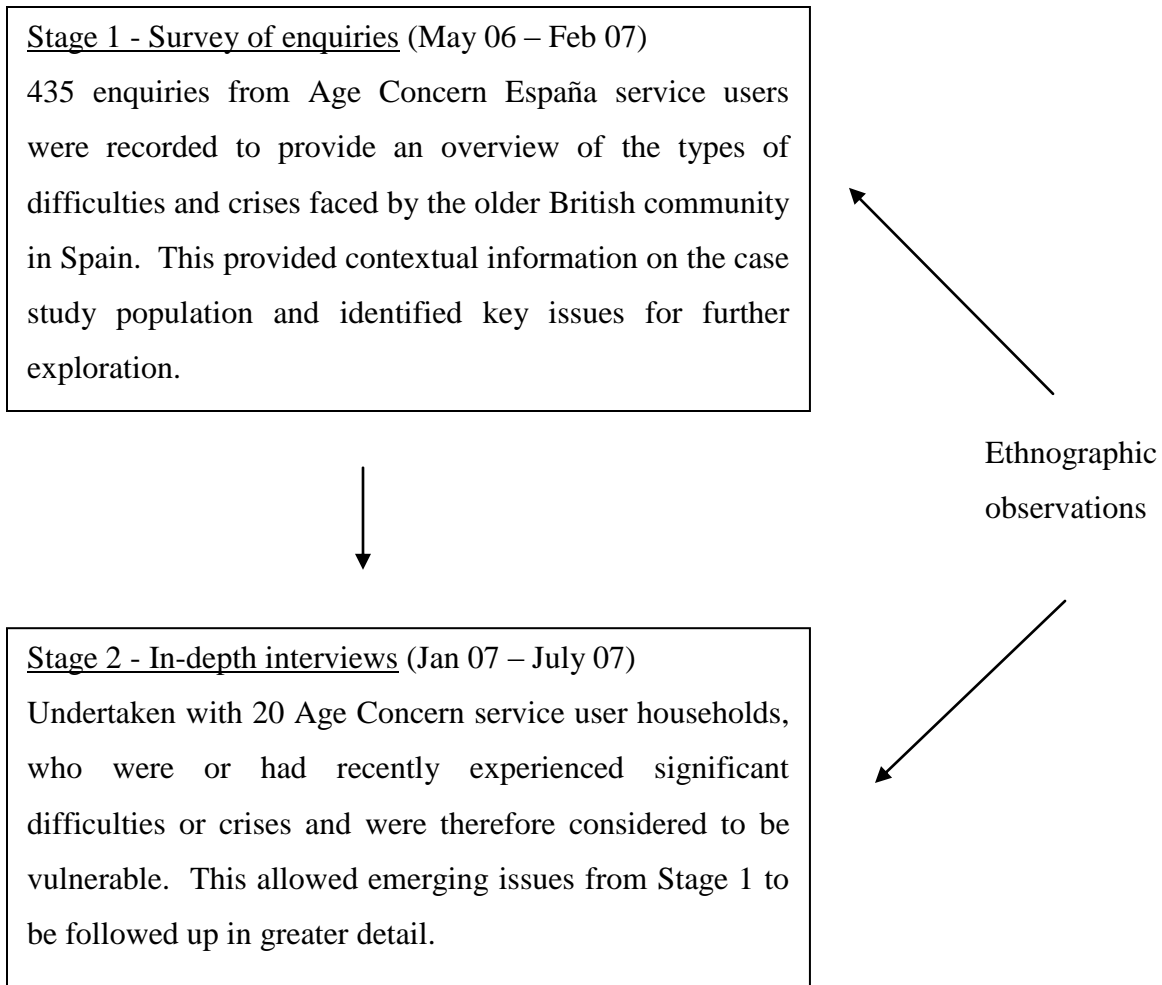 Stage 1 - Survey of enquiries (May 06 – Feb 07)
435 enquiries from Age Concern España service users
were recorded to provide an overview of the types of
difficulties and crises faced by the older British community
in Spain. This provided contextual information on the case
study population and identified key issues for further
exploration.
Ethnographic
observations
Stage 2 - In-depth interviews (Jan 07 – July 07)
Undertaken with 20 Age Concern service user households,
who were or had recently experienced significant
difficulties or crises and were therefore considered to be
vulnerable. This allowed emerging issues from Stage 1 to
be followed up in greater detail.